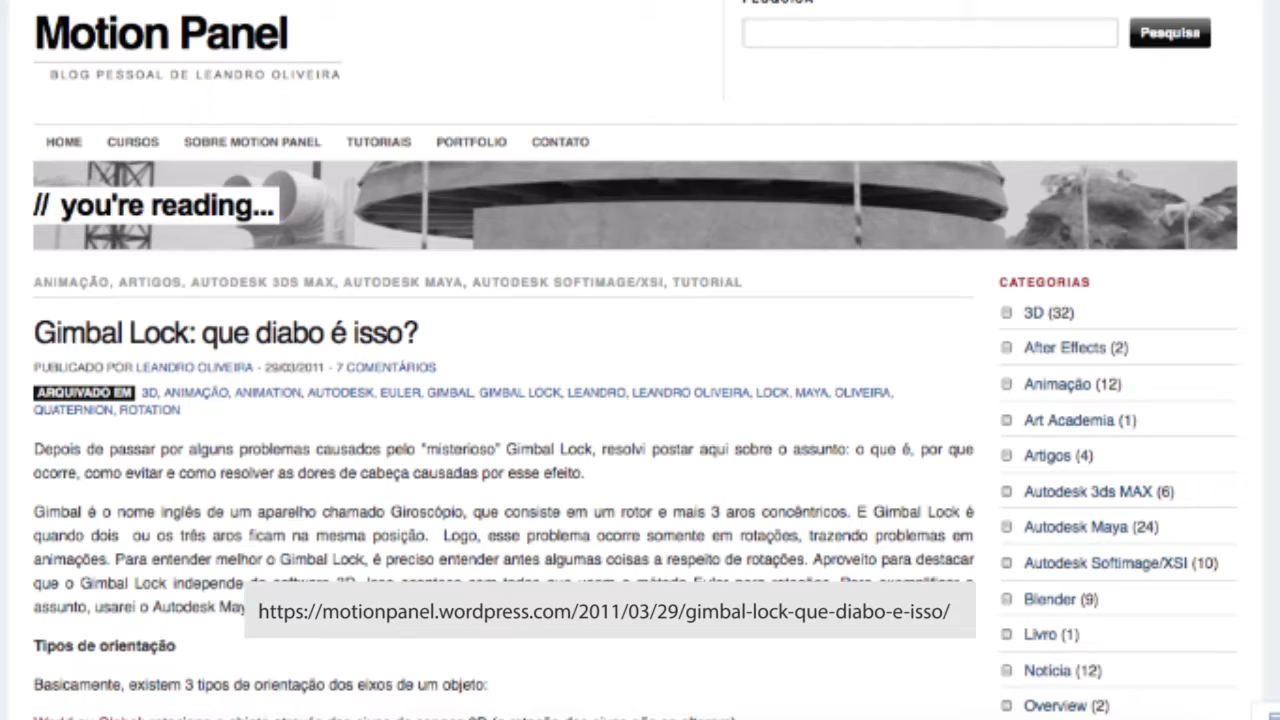 PESQUISA
Motion Panel
Pesquisa
BLOG PESSOAL DE LEANDRO OLIVEIRA
HOME CURSOS SOBRE MOTION PANEL TUTORIAIS PORTFOLIO CONTATO
// you're reading...
ANIMAÇÃO, ARTIGOS, AUTODESK 3DS MAX, AUTODESK MAYA, AUTODESK SOFTIMAGE/XSI, TUTORIAL
Gimbal Lock: que diabo é isso?
PUBLICADO POR LEANDRO OLIVEIRA - 29/03/2011 - 7 COMENTÁRIOS
ARQUIVADO EM 3D, ANIMAÇÃO, ANIMATION, AUTODESK, EULER, GIMBAL, GIMBAL LOCK, LEANDRO, LEANDRO OLIVEIRA, LOCK, MAYA, OLIVEIRA,
QUATERNION, ROTATION
Depois de passar por alguns problemas causados pelo "misterioso" Gimbal Lock, resolvi postar aqui sobre o assunto: o que é, por que
ocorre, como evitar e como resolver as dores de cabeça causadas por esse efeito.
Gimbal é o nome inglês de um aparelho chamado Giroscópio, que consiste em um rotor e mais 3 aros concêntricos. E Gimbal Lock é
quando dois ou os três aros ficam na mesma posição. Logo, esse problema ocorre somente em rotações, trazendo problemas em
animações. Para entender melhor o Gimbal Lock, é preciso entender antes algumas coisas a respeito de rotações. Aproveito para destacar
que o Gimbal Lock independe
assunto, usarei o Autodesk
https://motionpanel.wordpress.com/2011/03/29/gimbal-lock-que-diabo-e-isso/
Tipos de orientação
Basicamente, existem 3 tipos de orientação dos eixos de um objeto:
CATEGORIAS
3D (32)
After Effects (2)
Animação (12)
Art Academia (1)
Artigos (4)
Autodesk 3ds MAX (6)
Autodesk Maya (24)
Autodesk Softimage/XSI (10)
Blender (9)
Livro (1)
Notícia (12)
Overview (2)